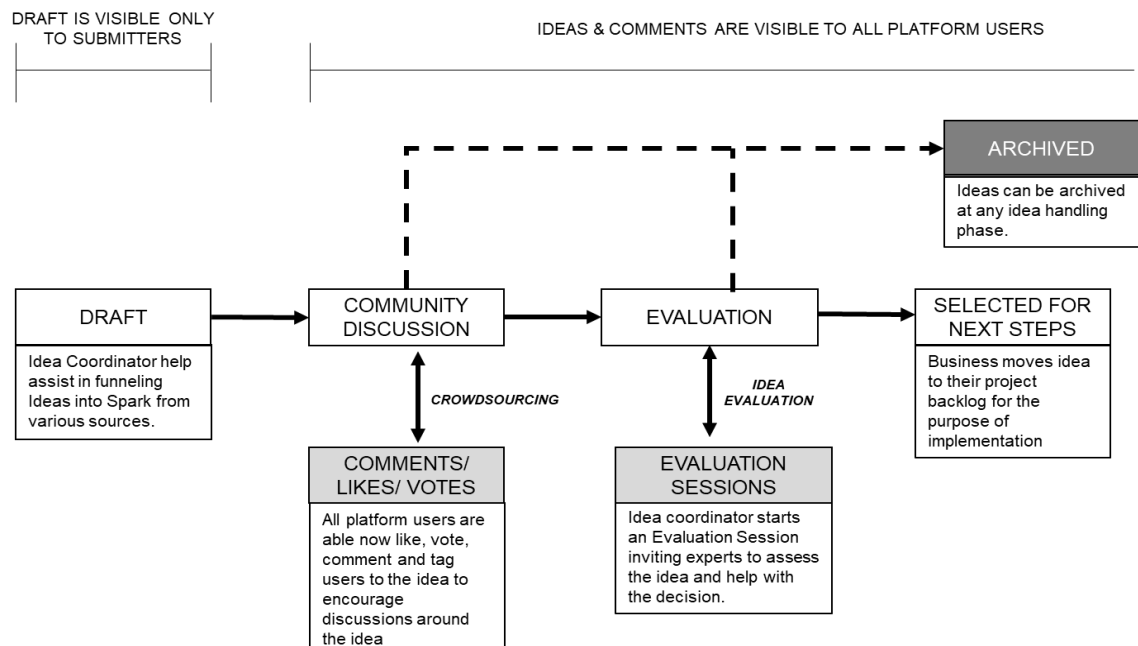 DRAFT IS VISIBLE ONLY
TO SUBMITTERS
IDEAS & COMMENTS ARE VISIBLE TO ALL PLATFORM USERS
ARCHIVED
Ideas can be archived
at any idea handling
phase.
DRAFT
Idea Coordinator help
assist in funneling
Ideas into Spark from
various sources.
COMMUNITY
DISCUSSION
EVALUATION
SELECTED FOR
NEXT STEPS
Business moves idea
to their project
backlog for the
purpose of
implementation
CROWDSOURCING
IDEA
EVALUATION
COMMENTS/
LIKES/ VOTES
All platform users are
able now like, vote,
comment and tag
users to the idea to
encourage
discussions around
the idea
EVALUATION
SESSIONS
Idea coordinator starts
an Evaluation Session
inviting experts to assess
the idea and help with
the decision.